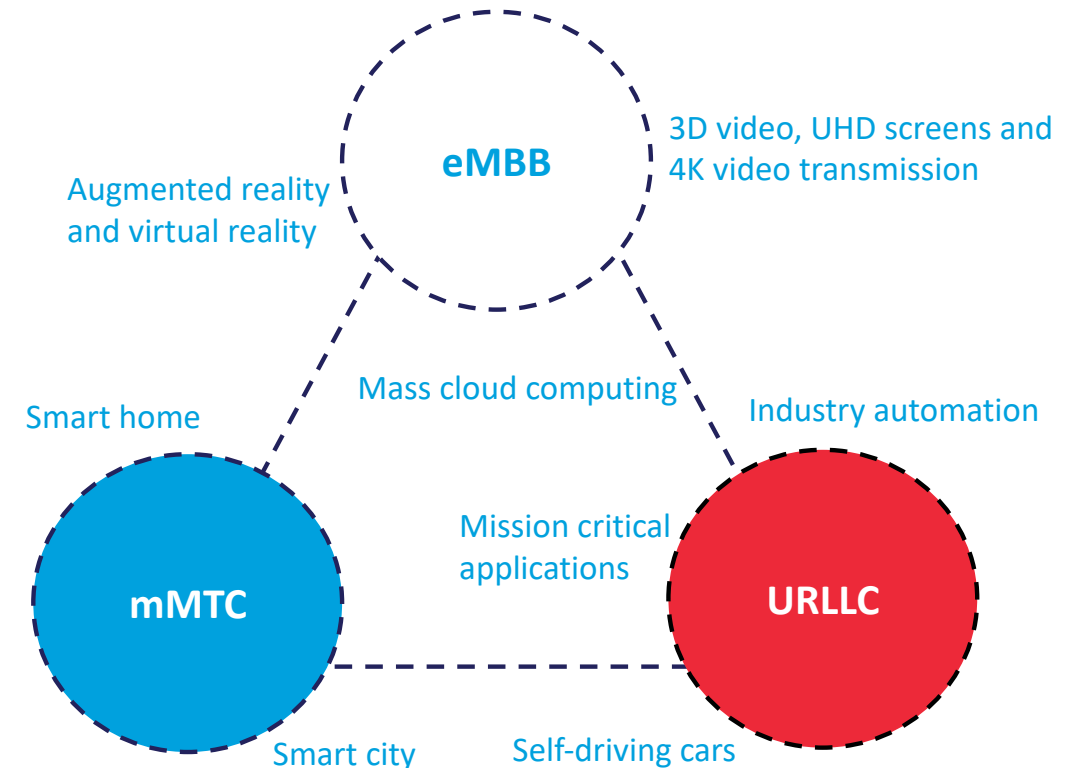 eMBB
3D video, UHD screens and
4K video transmission
Augmented reality
and virtual reality
Mass cloud computing
Smart home
Industry automation
Mission critical
applications
mMTC
URLLC
Smart city
Self-driving cars